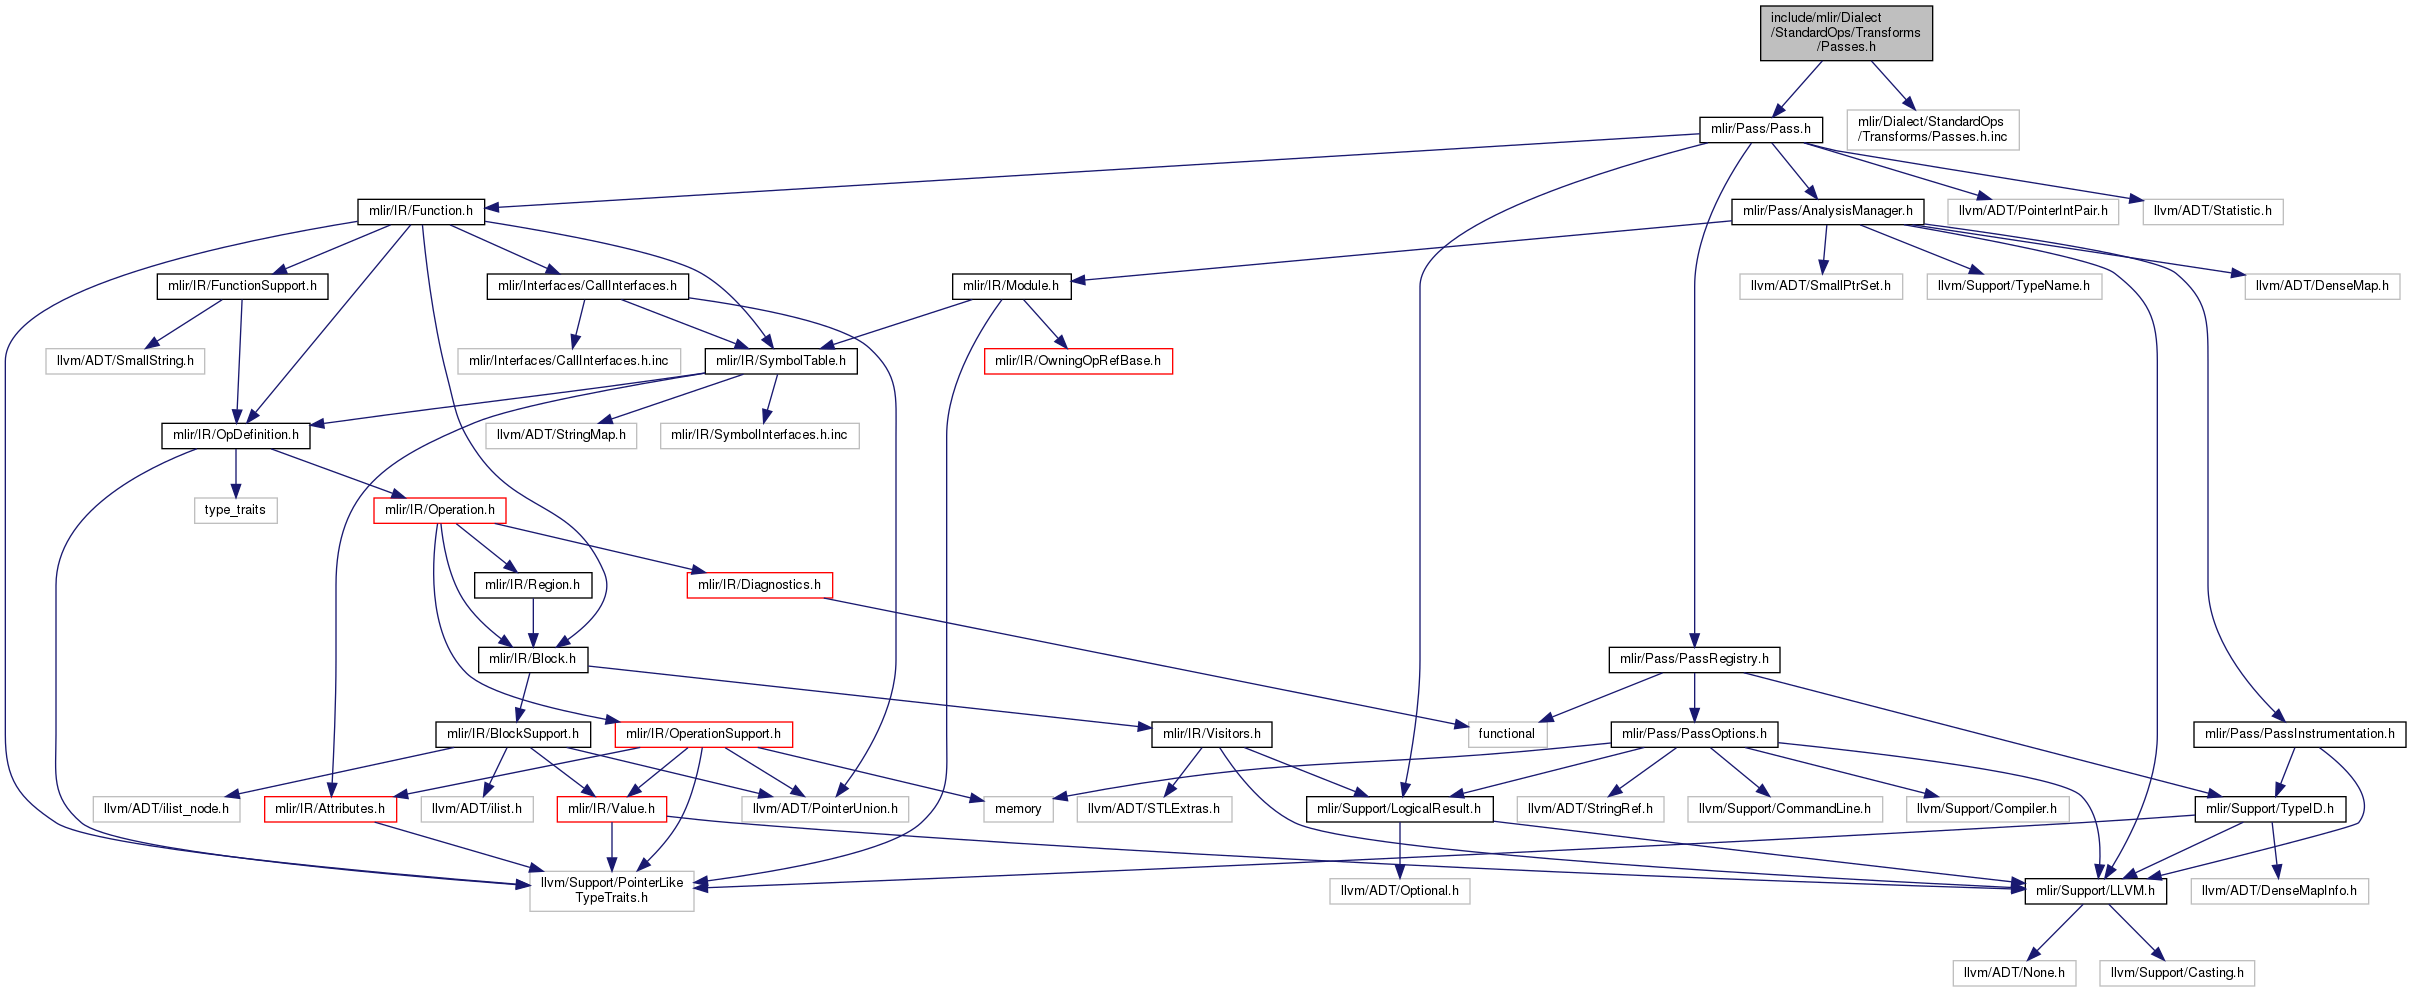 include/mlir/Dialect
/StandardOps/Transforms
/Passes.h
mlir/Pass/Pass.h
mlir/Dialect/StandardOps
/Transforms/Passes.h.inc
mlir/IR/Function.h
mlir/Pass/AnalysisManager.h
llvm/ADT/PointerIntPair.h
llvm/ADT/Statistic.h
mlir/IR/FunctionSupport.h
mlir/Interfaces/CallInterfaces.h
mlir/IR/Module.h
llvm/ADT/SmallPtrSet.h
llvm/Support/TypeName.h
llvm/ADT/DenseMap.h
llvm/ADT/SmallString.h
mlir/Interfaces/CallInterfaces.h.inc
mlir/IR/SymbolTable.h
mlir/IR/OwningOpRefBase.h
mlir/IR/OpDefinition.h
llvm/ADT/StringMap.h
mlir/IR/SymbolInterfaces.h.inc
type_traits
mlir/IR/Operation.h
mlir/IR/Region.h
mlir/IR/Diagnostics.h
mlir/IR/Block.h
mlir/Pass/PassRegistry.h
mlir/IR/BlockSupport.h
mlir/IR/OperationSupport.h
mlir/IR/Visitors.h
functional
mlir/Pass/PassOptions.h
mlir/Pass/PassInstrumentation.h
llvm/ADT/ilist_node.h
mlir/IR/Attributes.h
llvm/ADT/ilist.h
mlir/IR/Value.h
llvm/ADT/PointerUnion.h
memory
llvm/ADT/STLExtras.h
mlir/Support/LogicalResult.h
llvm/ADT/StringRef.h
llvm/Support/CommandLine.h
llvm/Support/Compiler.h
mlir/Support/TypeID.h
llvm/Support/PointerLike
TypeTraits.h
llvm/ADT/Optional.h
mlir/Support/LLVM.h
llvm/ADT/DenseMapInfo.h
llvm/ADT/None.h
llvm/Support/Casting.h